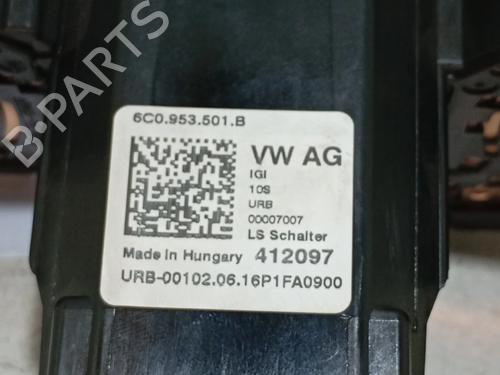 6C0.953.501.B
VW AG
IGI
10S
URB
00007007
LS Schalter
Made in Hungary 412097
URB-00102.06.16P1FA0900
B-PARTS